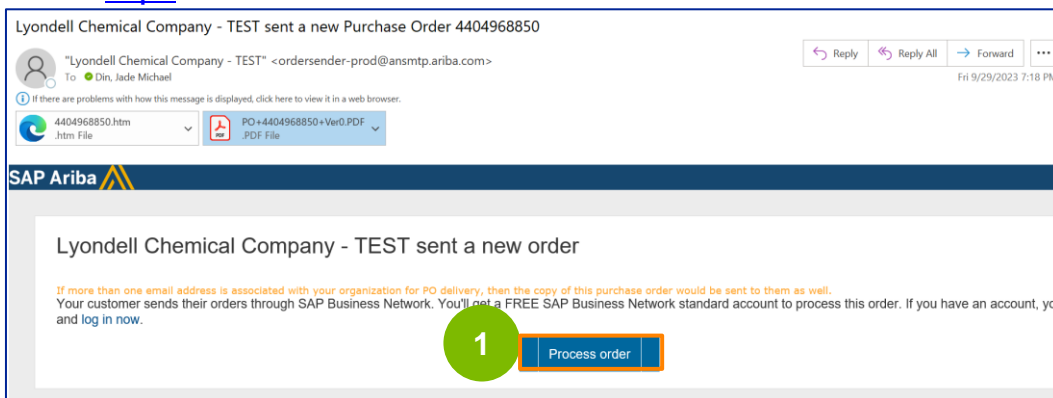 Lyondell Chemical Company - TEST sent a new Purchase Order 4404968850
"Lyondell Chemical Company - TEST" <ordersender-prod@ansmtp.ariba.com>
To Din, Jade Michael
Reply Reply All Forward
Fri 9/29/2023 7:18 PM
If there are problems with how this message is displayed, click here to view it in a web browser.
4404968850.htm
.htm File
PDF
PO+4404968850+Ver0.PDF
.PDF File
SAP Ariba
Lyondell Chemical Company - TEST sent a new order
If more than one email address is associated with your organization for PO delivery, then the copy of this purchase order would be sent to them as well.
Your customer sends their orders through SAP Business Network. You'll get a FREE SAP Business Network standard account to process this order. If you have an account,
and log in now.
1
Process order